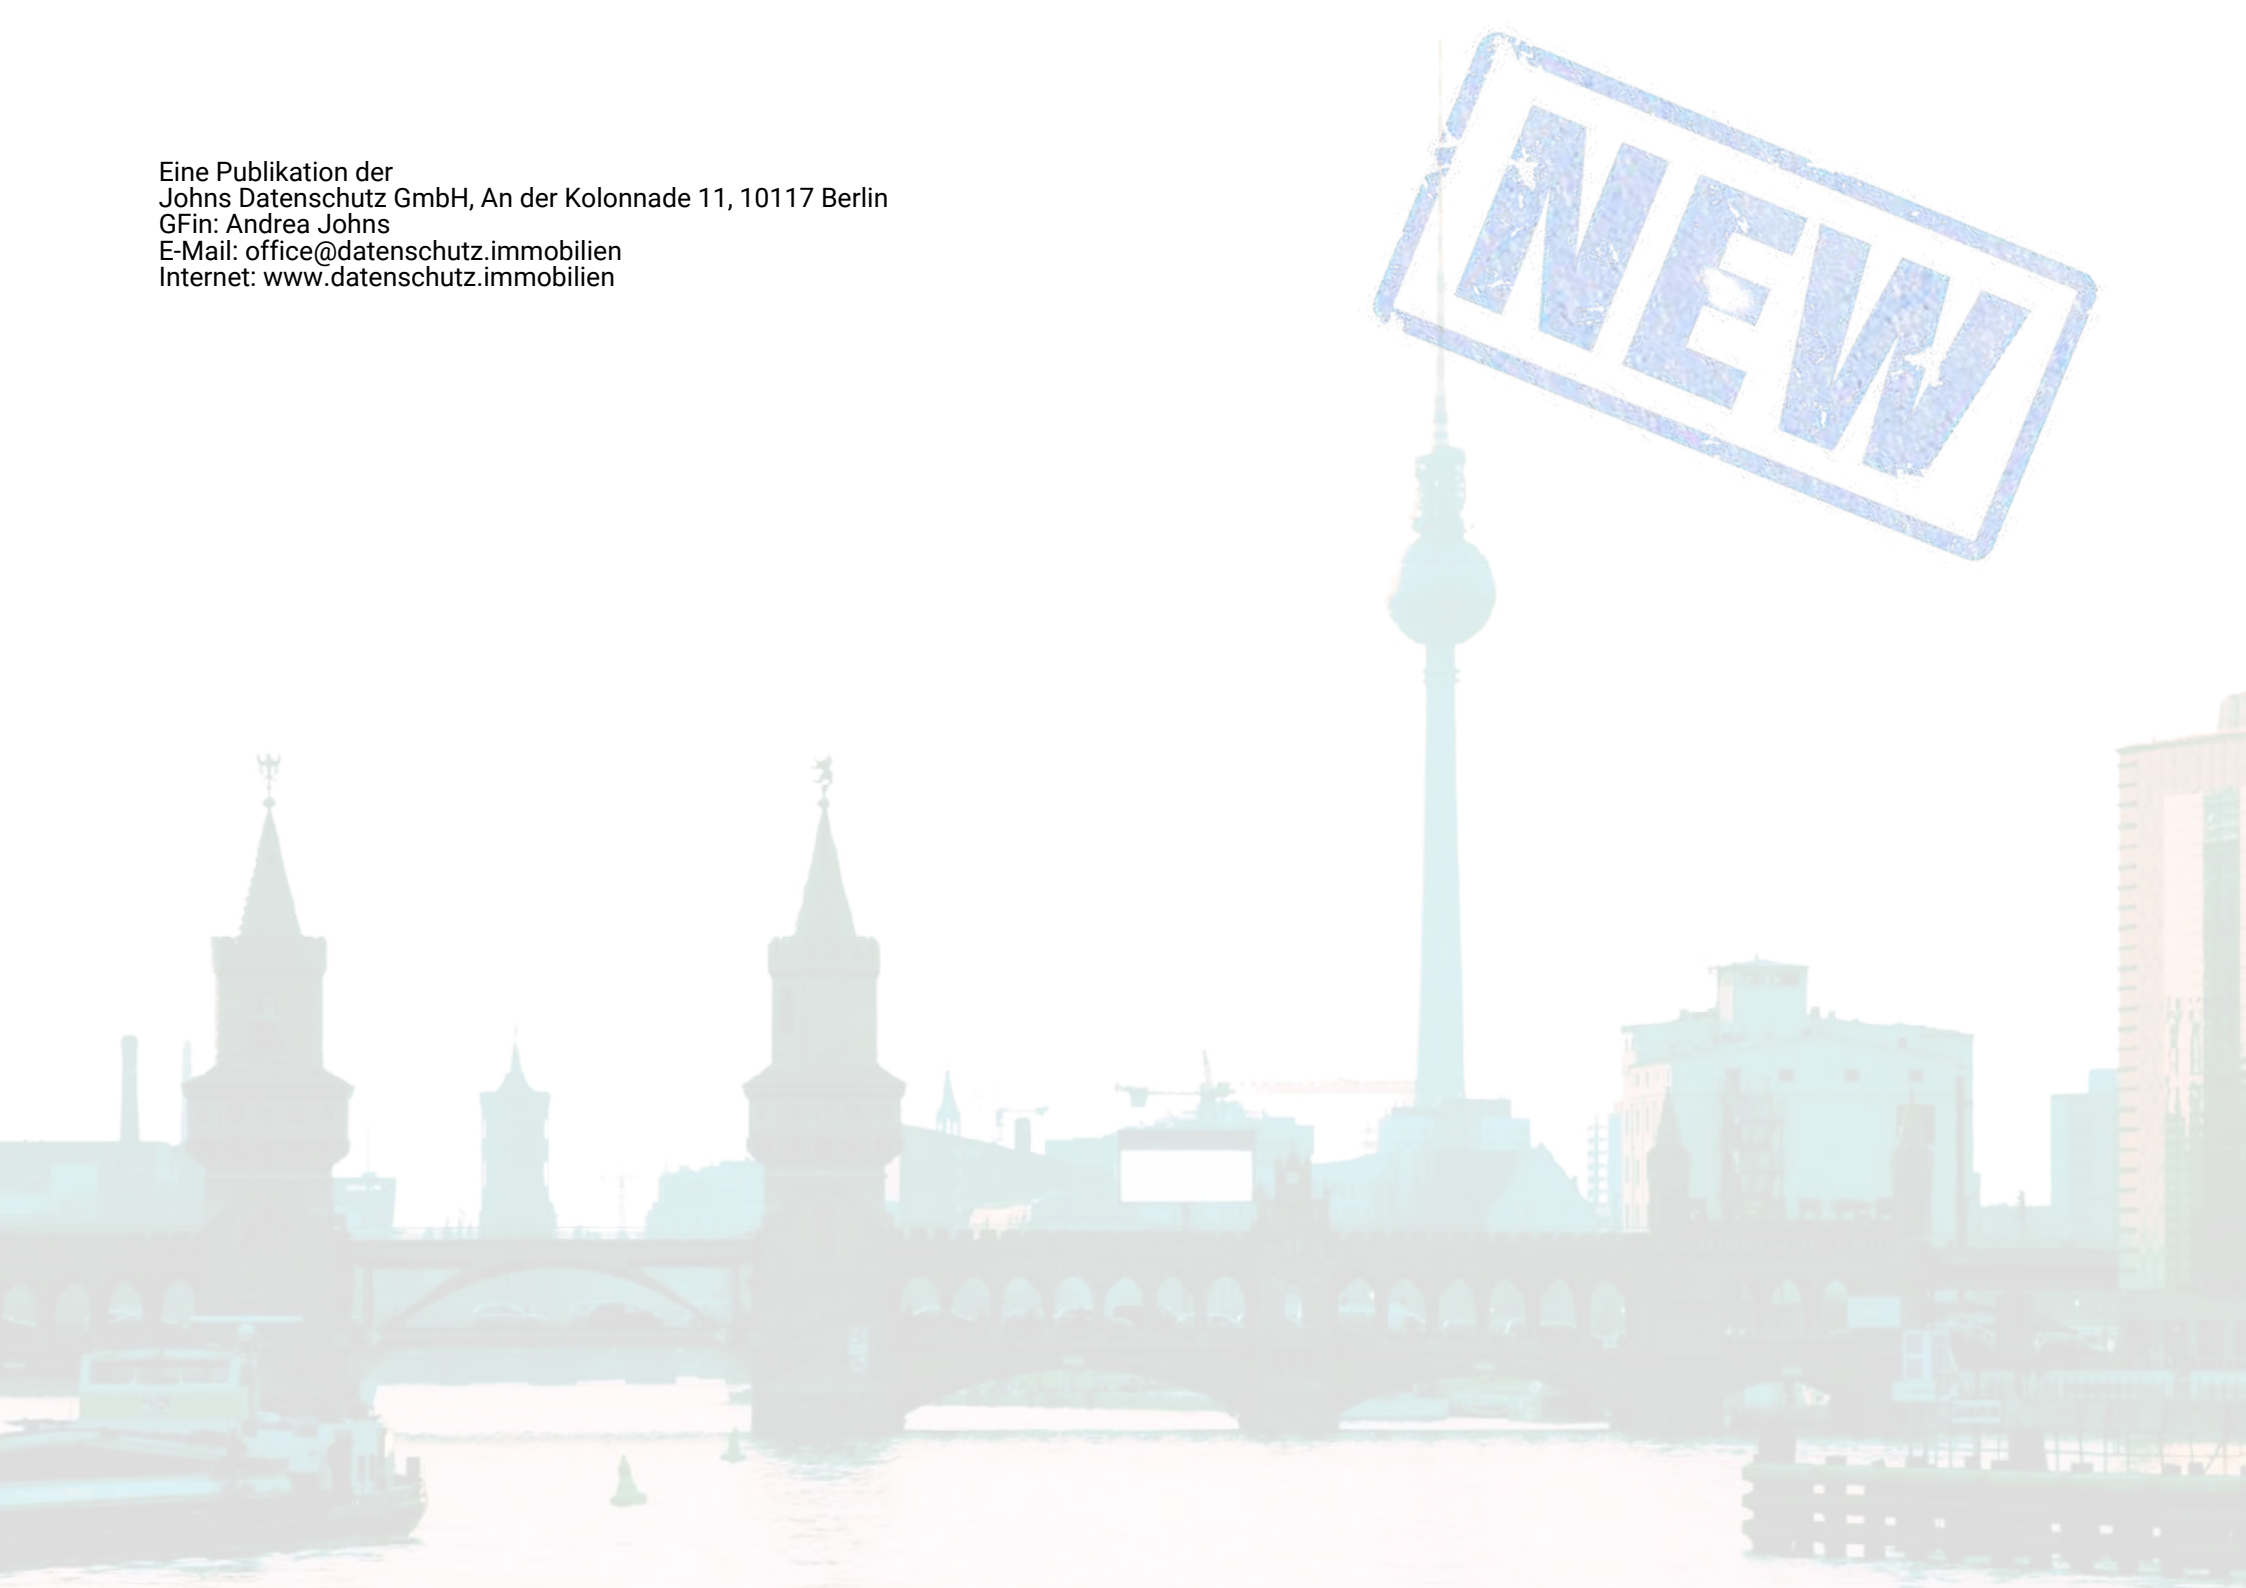 Eine Publikation der
Johns Datenschutz GmbH, An der Kolonnade 11, 10117 Berlin
GFin: Andrea Johns
E-Mail: office@datenschutz.immobilien
Internet: www.datenschutz.immobilien
NEW